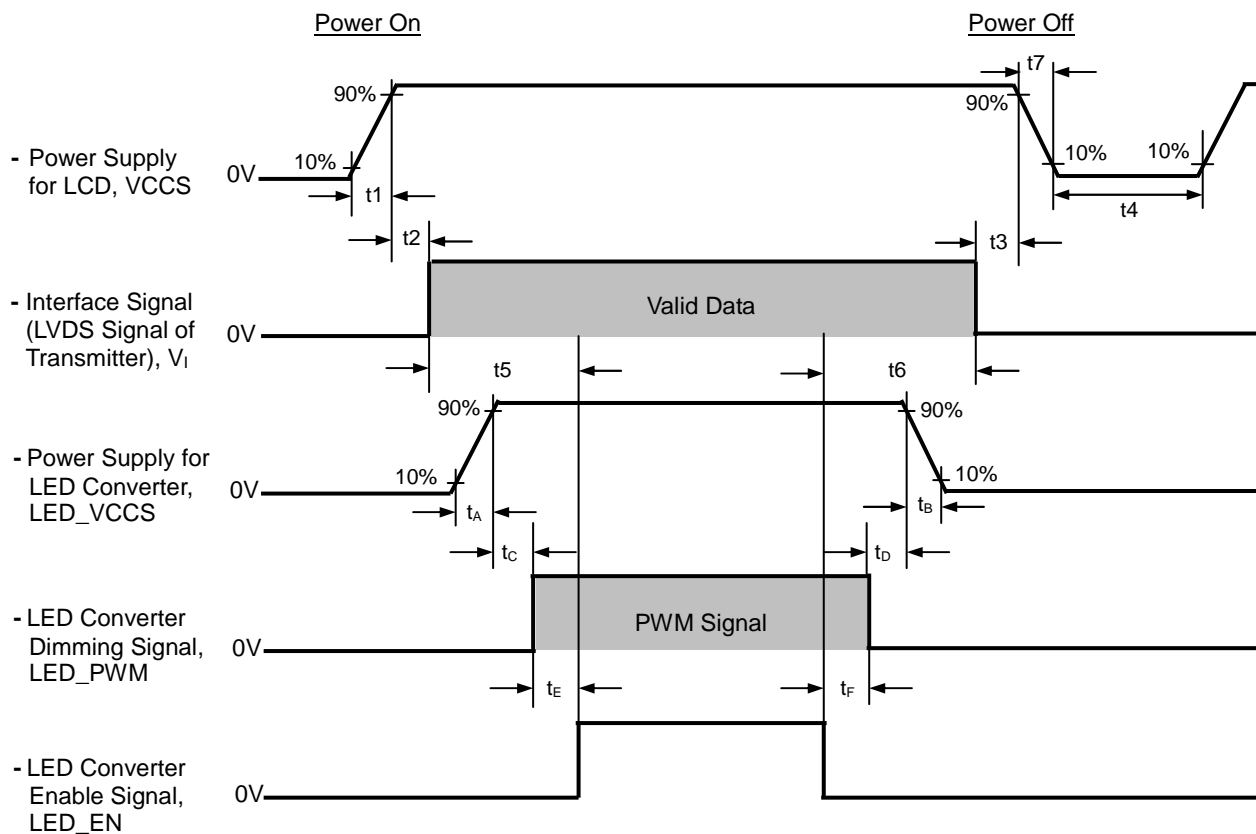 Power On
Power Off
t7
90%
90%
- Power Supply
for LCD, VCCS
0V
10%
10%
10%
t1
t4
t2
t3
- Interface Signal
(LVDS Signal of
Transmitter), VI
0V
Valid Data
t5
t6
90%
90%
- Power Supply for
LED Converter,
LED_VCCS
0V
10%
10%
tA
tB
tC
tD
- LED Converter
Dimming Signal,
LED_PWM
0V
PWM Signal
tE
tF
- LED Converter
Enable Signal,
LED_EN
0V